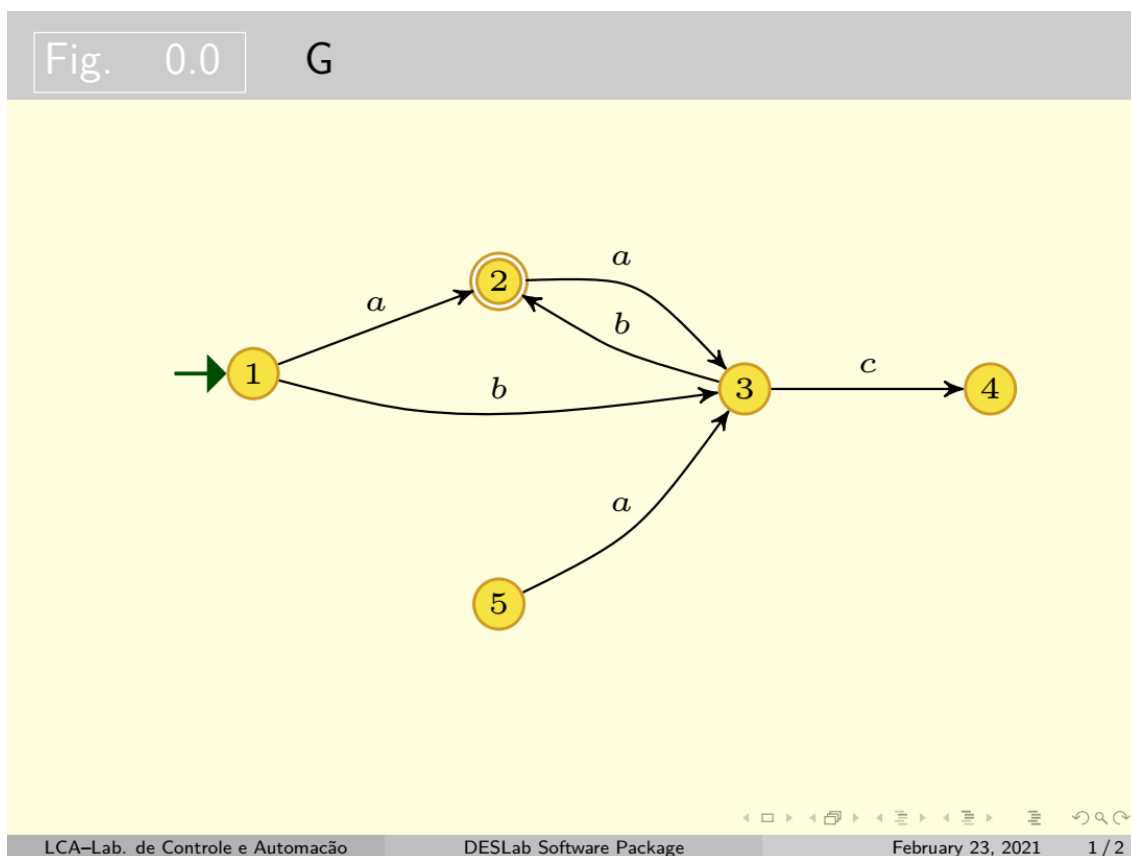 Fig. 0.0 G
a
2
a
b
1
b
3
c
4
a
5
LCA–Lab. de Controle e Automacão DESLab Software Package February 23, 2021 1 / 2